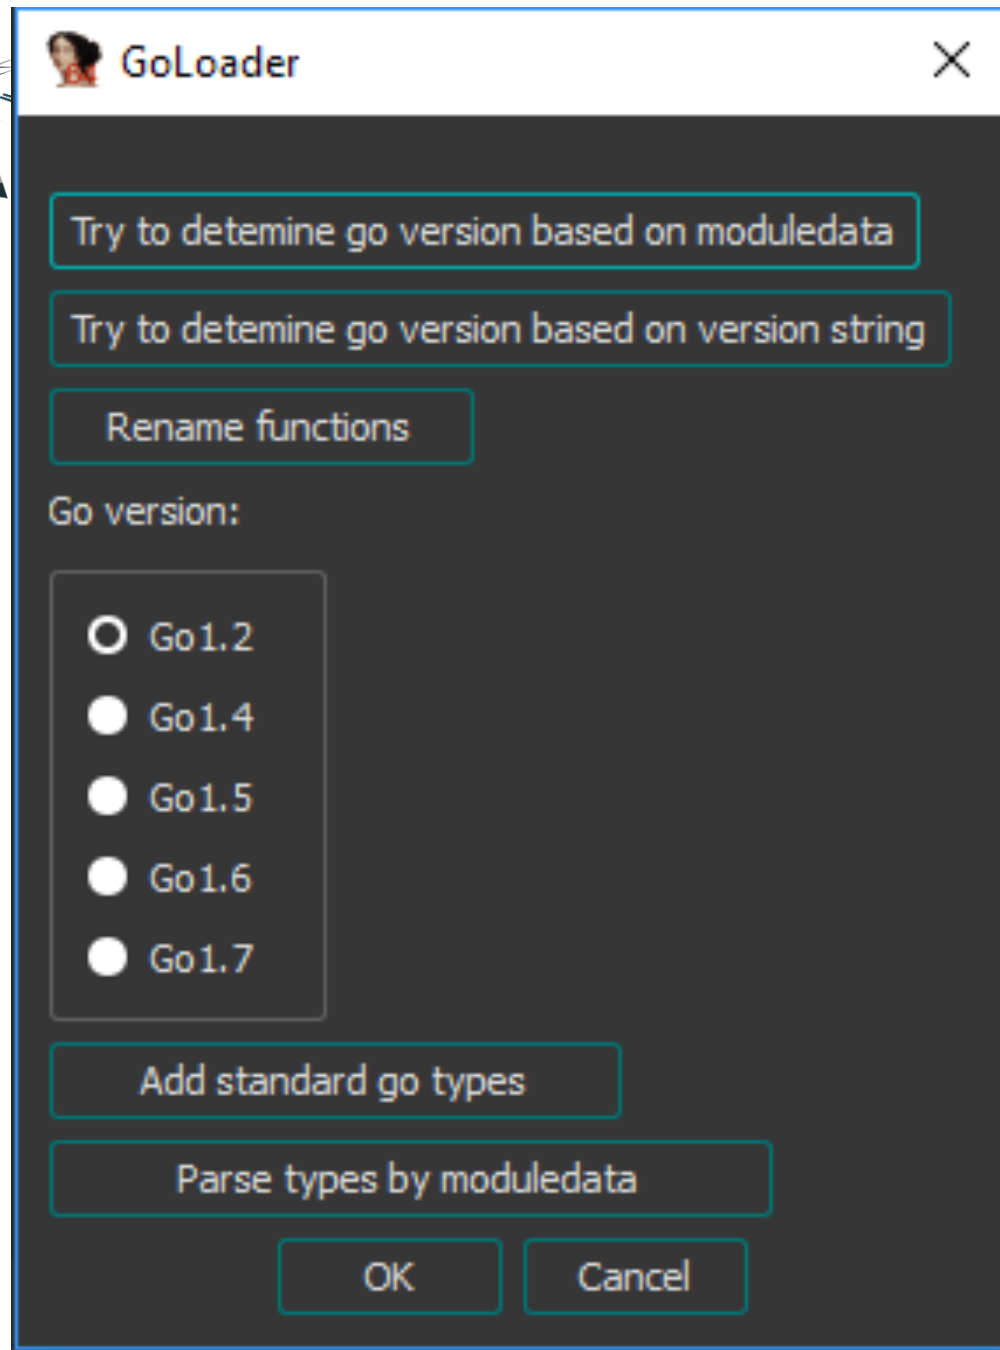 GoLoader
Try to detemine go version based on moduledata
Try to detemine go version based on version string
Rename functions
Go version:
Go1.2
Go1.4
Go1.5
Go1.6
Go1.7
Add standard go types
Parse types by moduledata
OK Cancel